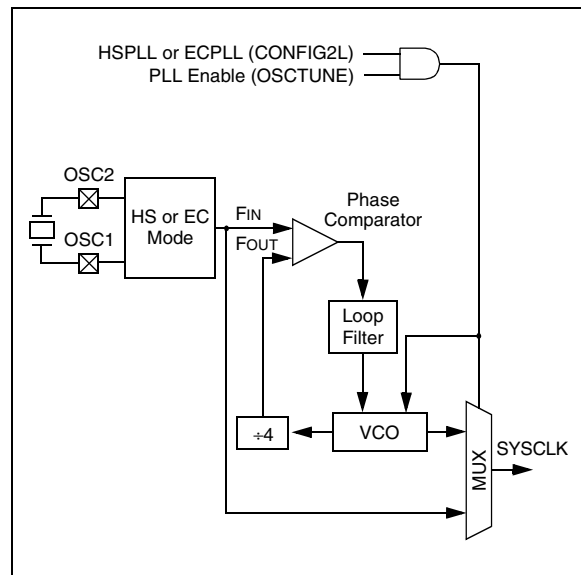 HSPLL or ECPLL (CONFIG2L)
PLL Enable (OSCTUNE)
OSC2
OSC1
HS or EC
Mode
FIN
FOUT
Phase
Comparator
Loop
Filter
÷4
VCO
MUX
SYSCLK